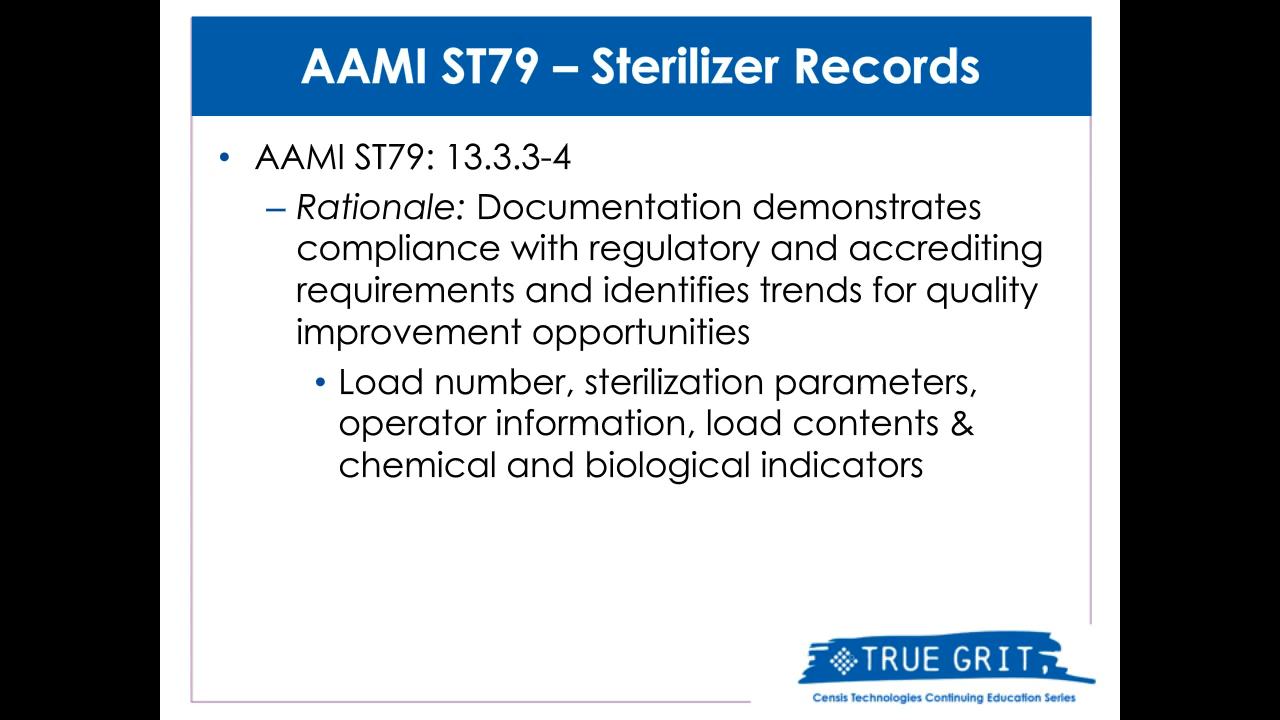 AAMI ST79 – Sterilizer Records
• AAMI ST79: 13.3.3-4
– Rationale: Documentation demonstrates
compliance with regulatory and accrediting
requirements and identifies trends for quality
improvement opportunities
• Load number, sterilization parameters,
operator information, load contents &
chemical and biological indicators
TRUE GRIT
Censis Technologies Continuing Education Series